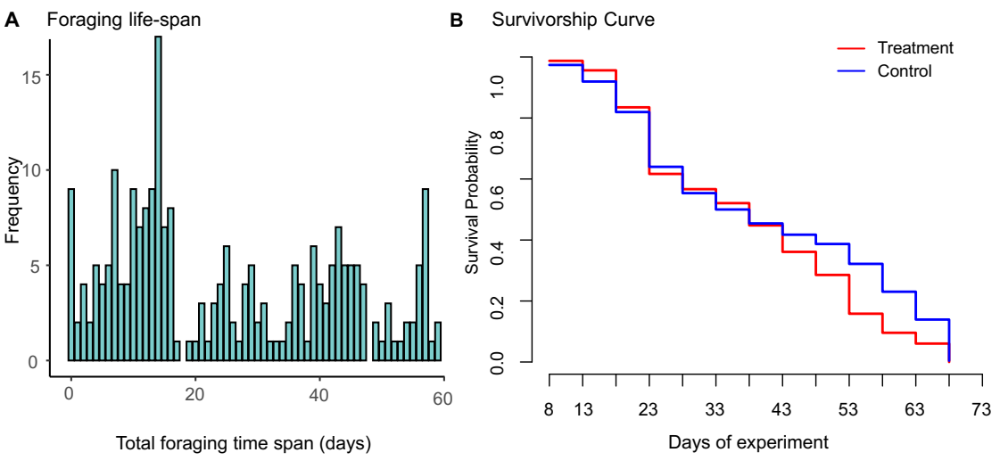 A Foraging life-span
Frequency
15
10
5
0
0 20 40 60
Total foraging time span (days)
B Survivorship Curve
Treatment
Control
Survival Probability
1.0
0.8
0.6
0.4
0.2
0.0
8 13 23 33 43 53 63 73
Days of experiment